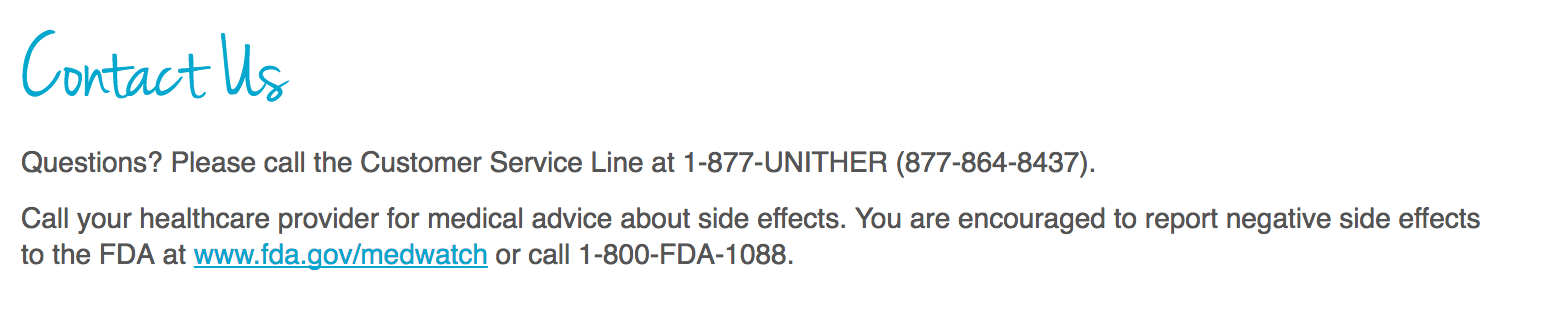 Contact Us
Questions? Please call the Customer Service Line at 1-877-UNITHER (877-864-8437).
Call your healthcare provider for medical advice about side effects. You are encouraged to report negative side effects
to the FDA at www.fda.gov/medwatch or call 1-800-FDA-1088.